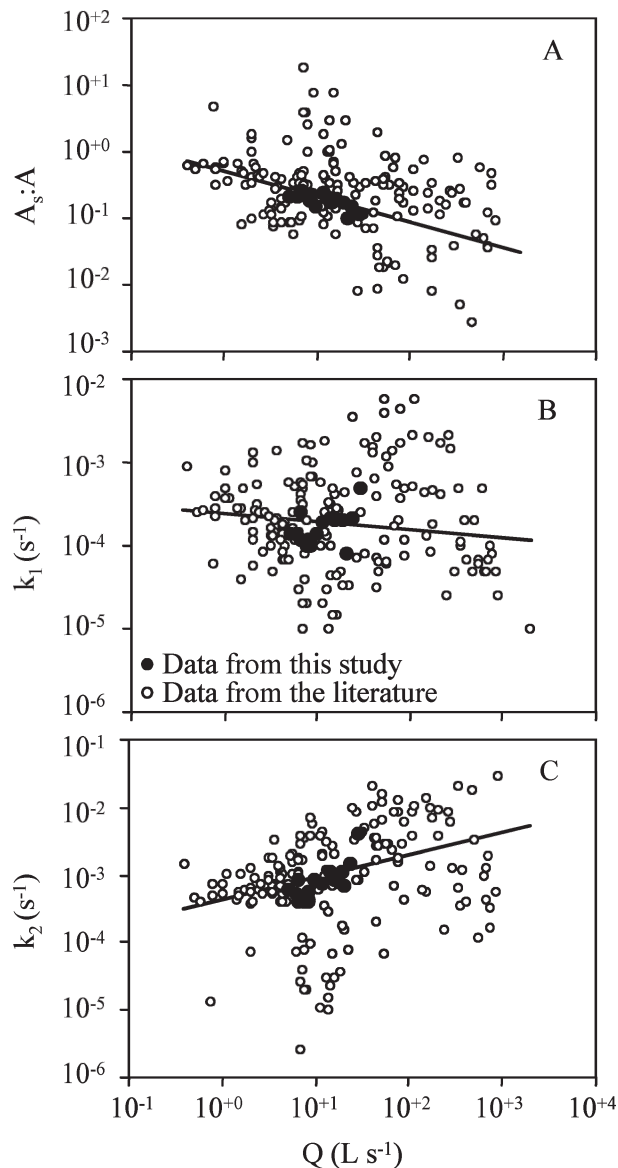 10+2
A
10+1
10+0
As:A
10-1
10-2
10-3
10-2
B
10-3
k1 (s-1)
10-4
10-5
Data from this study
Data from the literature
10-6
10-1
C
10-2
10-3
k2 (s-1)
10-4
10-5
10-6
10-1 10+0 10+1 10+2 10+3 10+4
Q (L s-1)